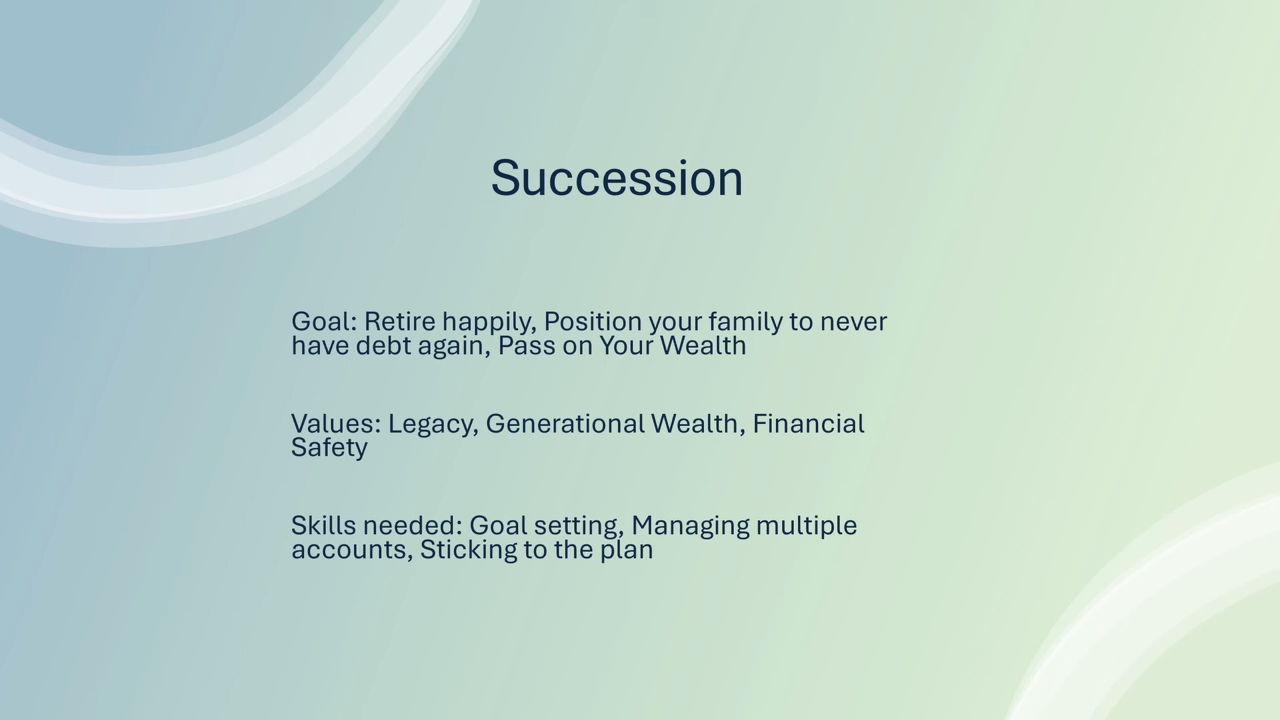 Succession
Goal: Retire happily, Position your family to never
have debt again, Pass on Your Wealth
Values: Legacy, Generational Wealth, Financial
Safety
Skills needed: Goal setting, Managing multiple
accounts, Sticking to the plan